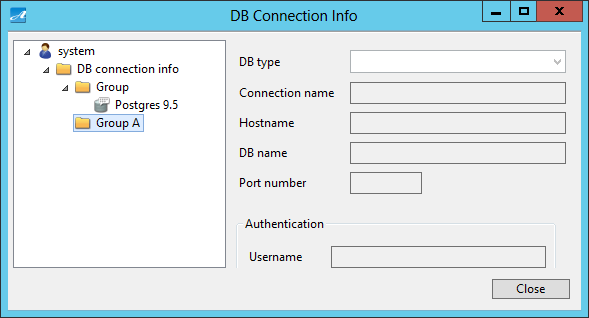 DB Connection Info
system
DB connection info
Group
Postgres 9.5
Group A
DB type
Connection name
Hostname
DB name
Port number
Authentication
Username
Close